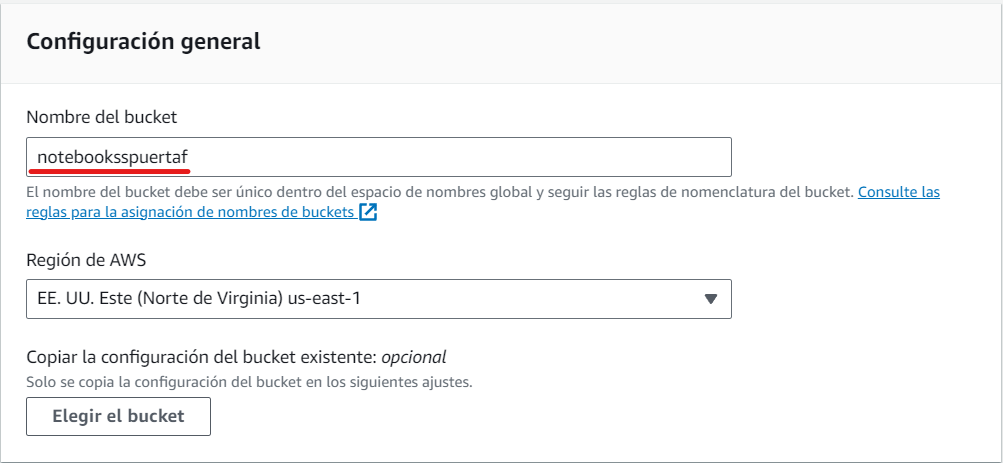 Configuración general
Nombre del bucket
notebooksspuertaf
El nombre del bucket debe ser único dentro del espacio de nombres global y seguir las reglas de nomenclatura del bucket. Consulte las
reglas para la asignación de nombres de buckets
Región de AWS
EE. UU. Este (Norte de Virginia) us-east-1
Copiar la configuración del bucket existente: opcional
Solo se copia la configuración del bucket en los siguientes ajustes.
Elegir el bucket